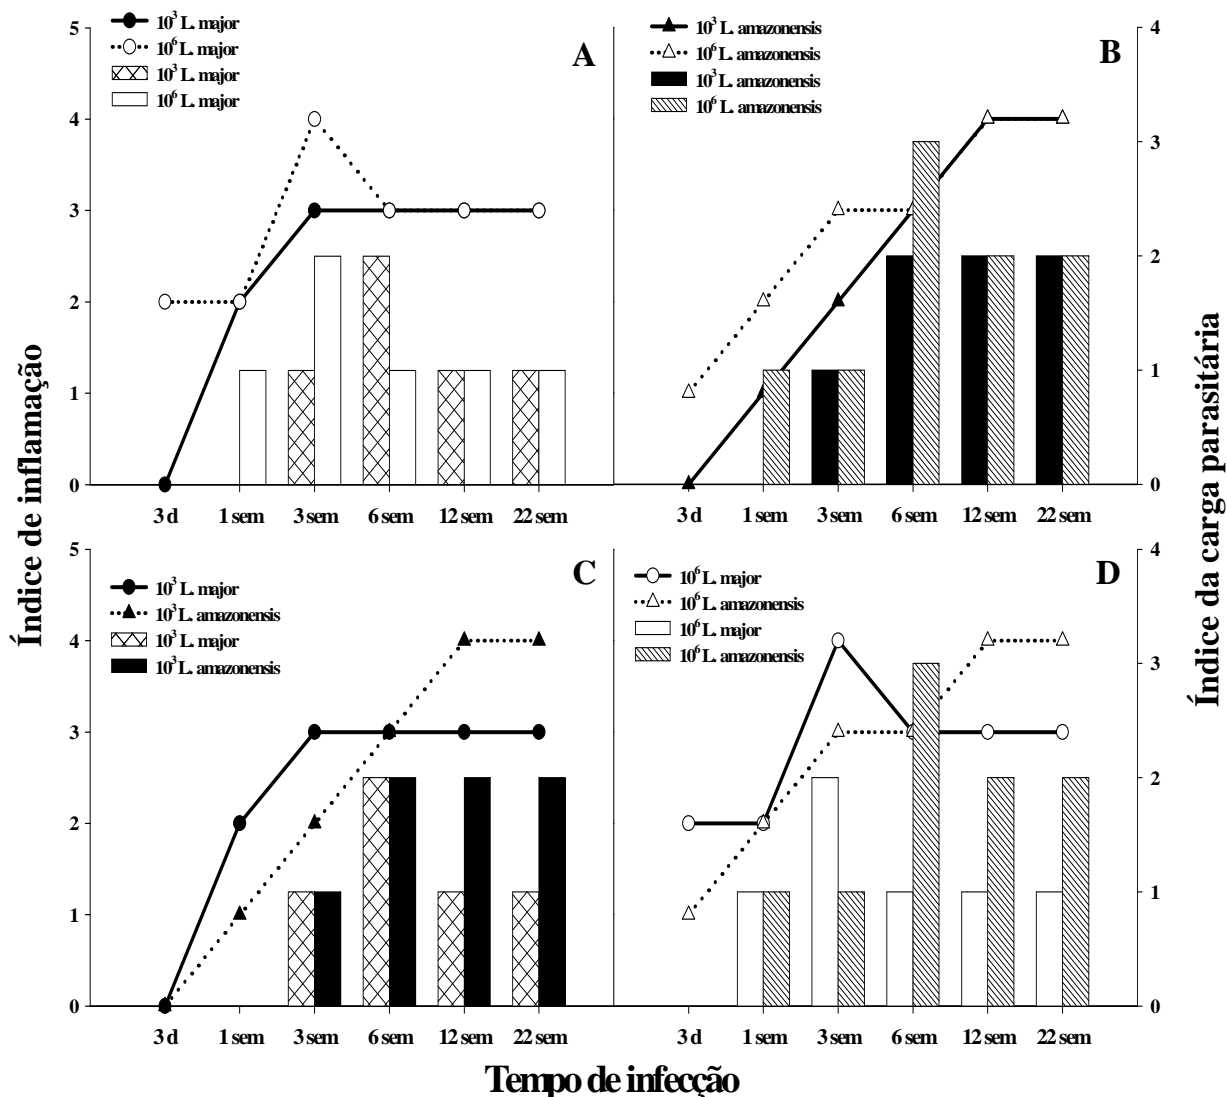 10³ L. major
10⁶ L. major
10³ L. major
10⁶ L. major
A
5
4
3
2
1
0
3 d 1 sem 3 sem 6 sem 12 sem 22 sem
10³ L. amazonensis
10⁶ L. amazonensis
10³ L. amazonensis
10⁶ L. amazonensis
B
4
3
2
1
0
3 d 1 sem 3 sem 6 sem 12 sem 22 sem
Índice de inflamação
Índice da carga parasitária
10³ L. major
10³ L. amazonensis
10³ L. major
10³ L. amazonensis
C
5
4
3
2
1
0
3 d 1 sem 3 sem 6 sem 12 sem 22 sem
10⁶ L. major
10⁶ L. amazonensis
10⁶ L. major
10⁶ L. amazonensis
D
4
3
2
1
0
3 d 1 sem 3 sem 6 sem 12 sem 22 sem
Tempo de infecção